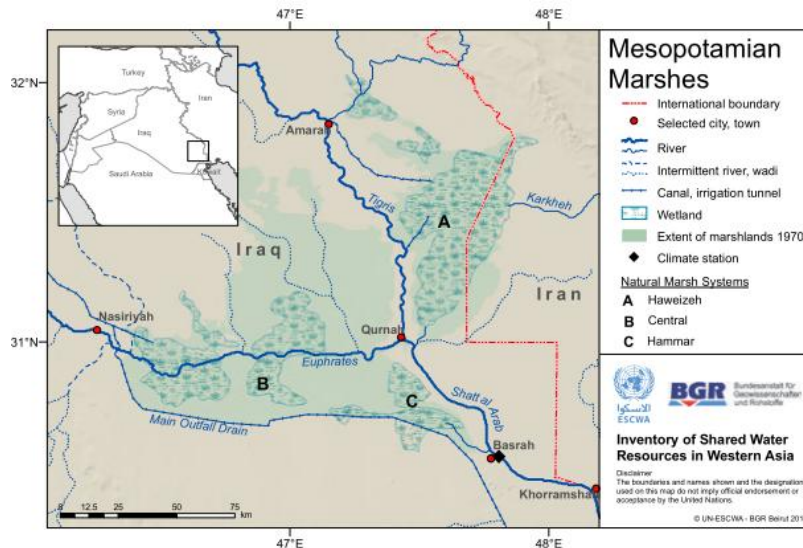 47°E
48°E
32°N
31°N
Turkey
Syria
Iran
Iraq
Saudi Arabia
Kuwait
Amarah
Tigris
A
Karkheh
Iraq
Iran
Nasiriyah
Qurnah
Euphrates
B
C
Shatt al Arab
Main Outfall Drain
Basrah
Khorramshah
8 12.5 25 50 75
km
47°E
48°E
Mesopotamian
Marshes
International boundary
Selected city, town
River
Intermittent river, wadi
Canal, irrigation tunnel
Wetland
Extent of marshlands 1970
Climate station
Natural Marsh Systems
A Haweizeh
B Central
C Hammar
الإسكوا
ESCWA
BGR
Bundesanstalt für
Geowissenschaften
und Rohstoffe
Inventory of Shared Water
Resources in Western Asia
Disclaimer
The boundaries and names shown and the designation
used on this map do not imply official endorsement or
acceptance by the United Nations.
© UN-ESCWA - BGR Beirut 201